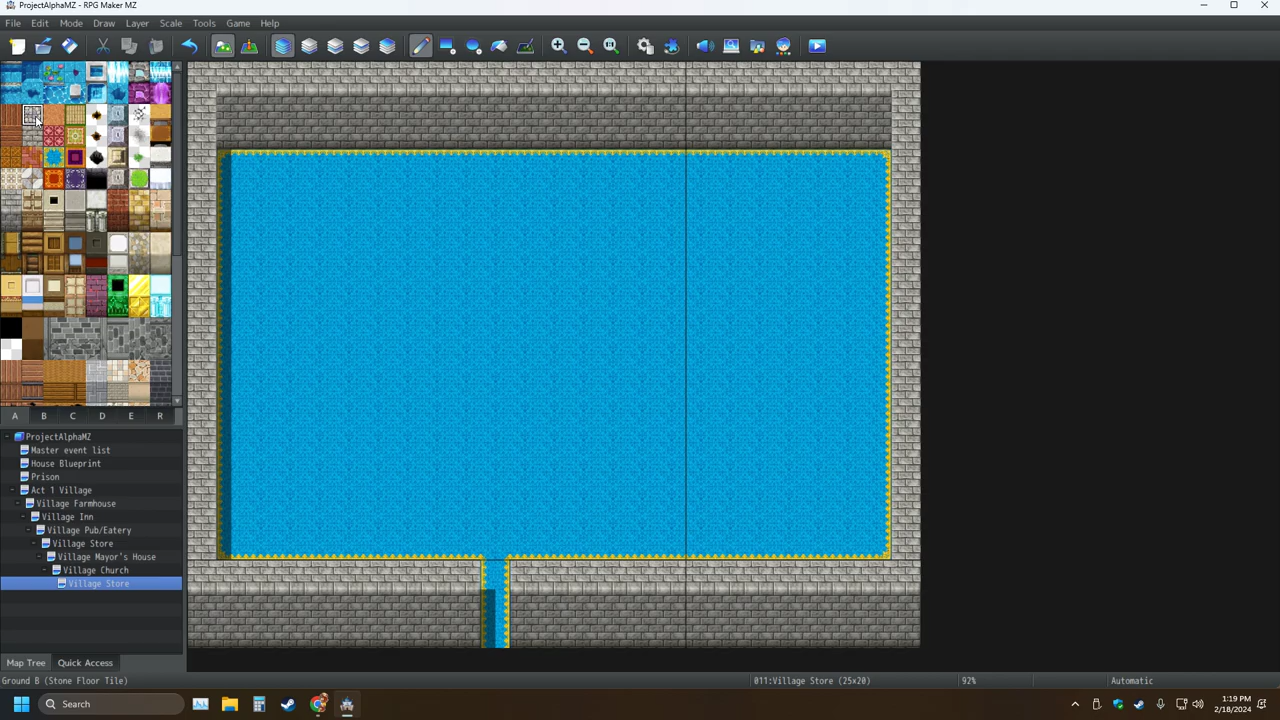 ProjectAlphaMZ - RPG Maker MZ
File Edit Mode Draw Layer Scale Tools Game Help
A B C D E R
ProjectAlphaMZ
Master event list
House Blueprint
Prison
Act 1 Village
Village Farmhouse
Village Inn
Village Pub/Eatery
Village Store
Village Mayor's House
Village Church
Village Store
Map Tree Quick Access
Ground B (Stone Floor Tile) 011:Village Store (25x20) 92% Automatic
Search 1:19 PM
2/18/2024